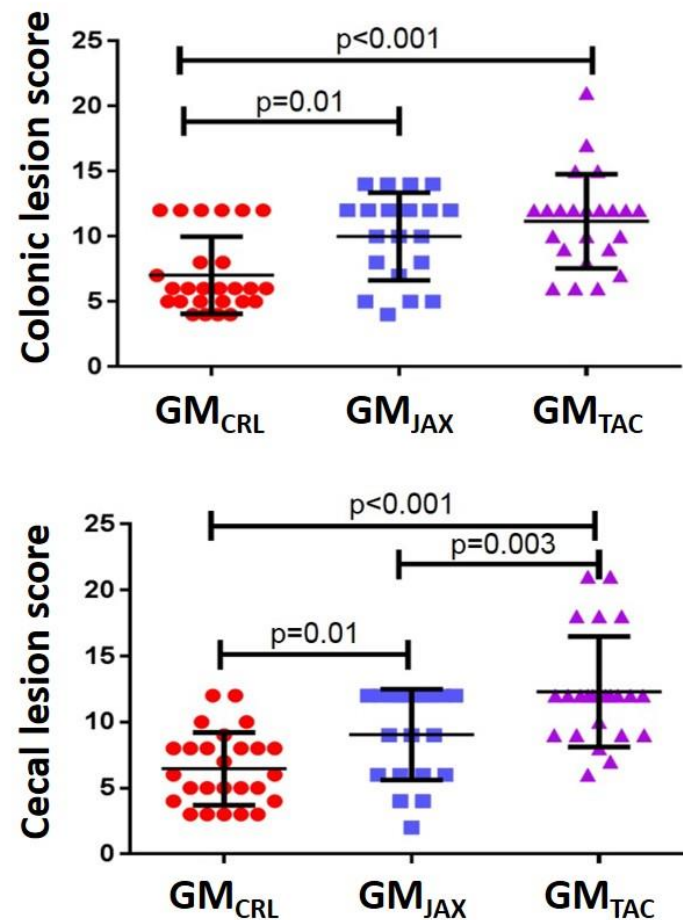 p<0.001
25
p=0.01
20
15
10
5
0
Colonic lesion score
GMCRL GMJAX GMTAC
p<0.001
25
p=0.003
20
p=0.01
15
10
5
0
Cecal lesion score
GMCRL GMJAX GMTAC